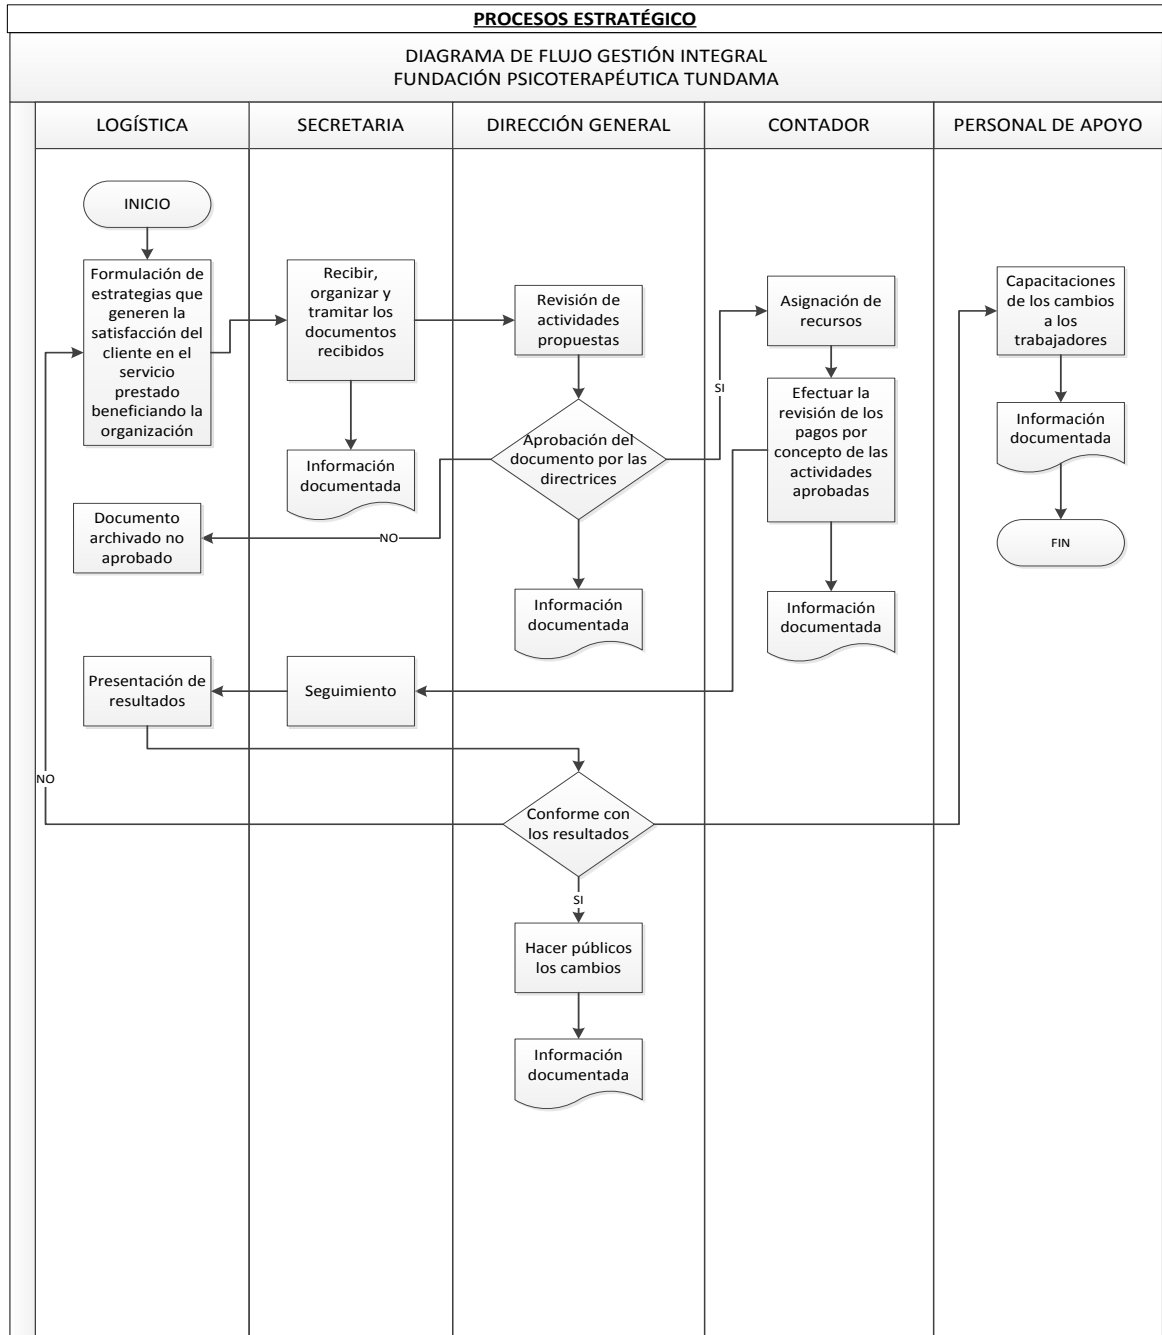 PROCESOS ESTRATÉGICO
DIAGRAMA DE FLUJO GESTIÓN INTEGRAL
FUNDACIÓN PSICOTERAPÉUTICA TUNDAMA
LOGÍSTICA
SECRETARIA
DIRECCIÓN GENERAL
CONTADOR
PERSONAL DE APOYO
INICIO
Formulación de
estrategias que
generen la
satisfacción del
cliente en el
servicio
prestado
beneficiando la
organización
Recibir,
organizar y
tramitar los
documentos
recibidos
Información
documentada
Revisión de
actividades
propuestas
Aprobación del
documento por las
directrices
SI
NO
Documento
archivado no
aprobado
Información
documentada
Asignación de
recursos
Efectuar la
revisión de los
pagos por
concepto de las
actividades
aprobadas
Información
documentada
Capacitaciones
de los cambios
a los
trabajadores
Información
documentada
FIN
Presentación de
resultados
Seguimiento
NO
Conforme con
los resultados
SI
Hacer públicos
los cambios
Información
documentada